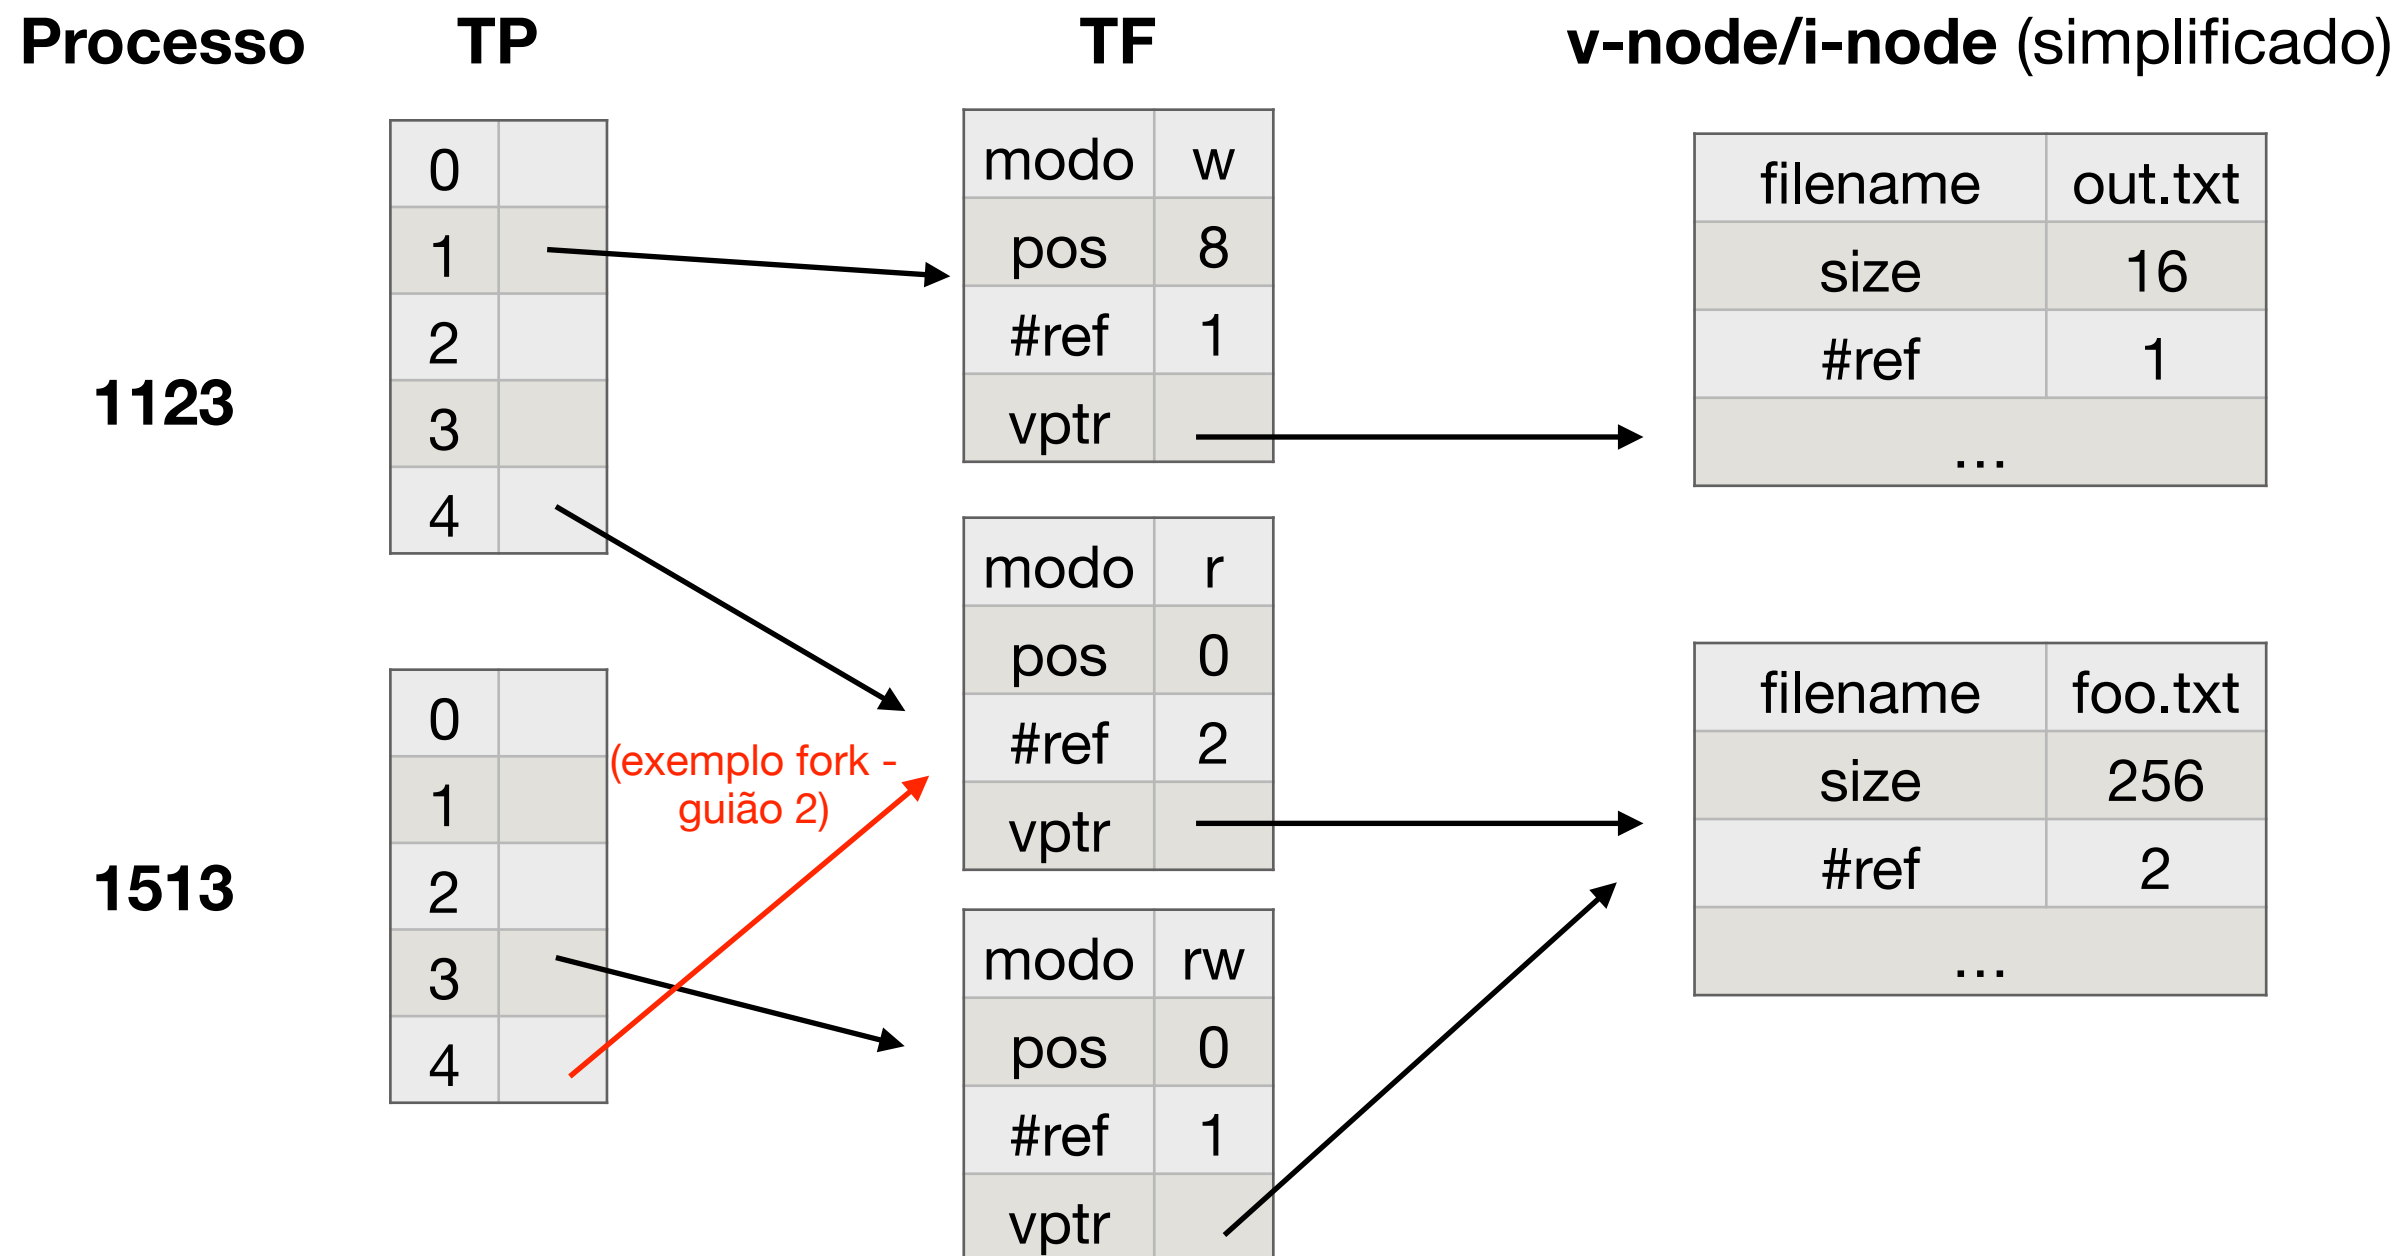 Processo TP TF v-node/i-node (simplificado)
1123
0
1
2
3
4
modo w
pos 8
#ref 1
vptr
filename out.txt
size 16
#ref 1
...
modo r
pos 0
#ref 2
vptr
1513
0
1
2
3
4
(exemplo fork -
guião 2)
filename foo.txt
size 256
#ref 2
...
modo rw
pos 0
#ref 1
vptr